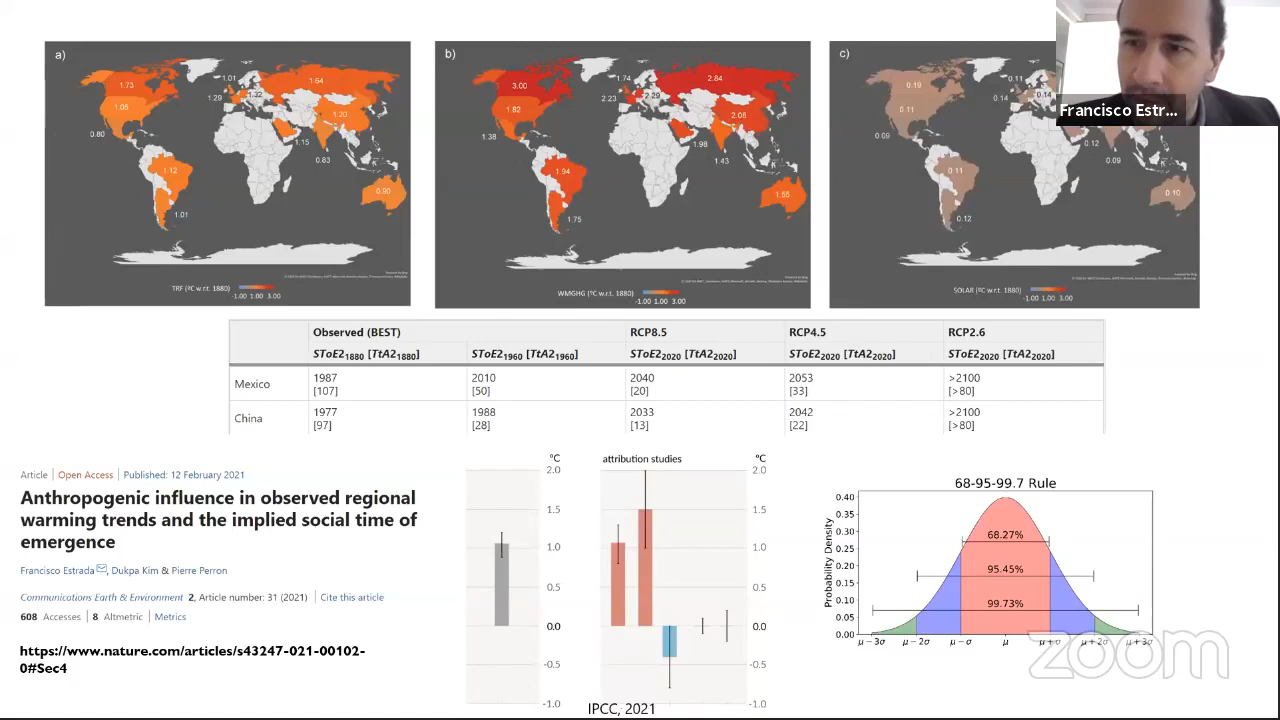 a)
1.73
1.05
0.80
1.01
1.32
1.29
1.64
1.15
0.83
1.12
1.01
0.90
TRF (ºC w.r.t. 1880)
-1.00 1.00 3.00
b)
3.00
1.82
1.38
1.74
2.29
2.23
2.84
2.08
1.98
1.43
1.94
1.75
1.55
WMGHG (ºC w.r.t. 1880)
-1.00 1.00 3.00
c)
0.19
0.11
0.09
0.11
0.14
0.14
0.12
0.09
0.11
0.12
0.10
SOLAR (ºC w.r.t. 1880)
-1.00 1.00 3.00
Francisco Estr...
Observed (BEST) RCP8.5 RCP4.5 RCP2.6
SToE2₁₈₈₀ [TtA2₁₈₈₀] SToE2₁₉₆₀ [TtA2₁₉₆₀] SToE2₂₀₂₀ [TtA2₂₀₂₀] SToE2₂₀₂₀ [TtA2₂₀₂₀] SToE2₂₀₂₀ [TtA2₂₀₂₀]
Mexico 1987 2010 2040 2053 >2100
[107] [50] [20] [33] [>80]
China 1977 1988 2033 2042 >2100
[97] [28] [13] [22] [>80]
Article | Open Access | Published: 12 February 2021
Anthropogenic influence in observed regional
warming trends and the implied social time of
emergence
Francisco Estrada, Dukpa Kim & Pierre Perron
Communications Earth & Environment 2, Article number: 31 (2021) | Cite this article
608 Accesses | 8 Altmetric | Metrics
https://www.nature.com/articles/s43247-021-00102-
0#Sec4
ºC
2.0
1.5
1.0
0.5
0.0
-0.5
-1.0
attribution studies
ºC
2.0
1.5
1.0
0.5
0.0
-0.5
-1.0
IPCC, 2021
68-95-99.7 Rule
Probability Density
0.40
0.35
0.30
0.25
0.20
0.15
0.10
0.05
0.00
68.27%
95.45%
99.73%
μ−3σ μ−2σ μ−σ μ μ+σ μ+2σ μ+3σ
zoom